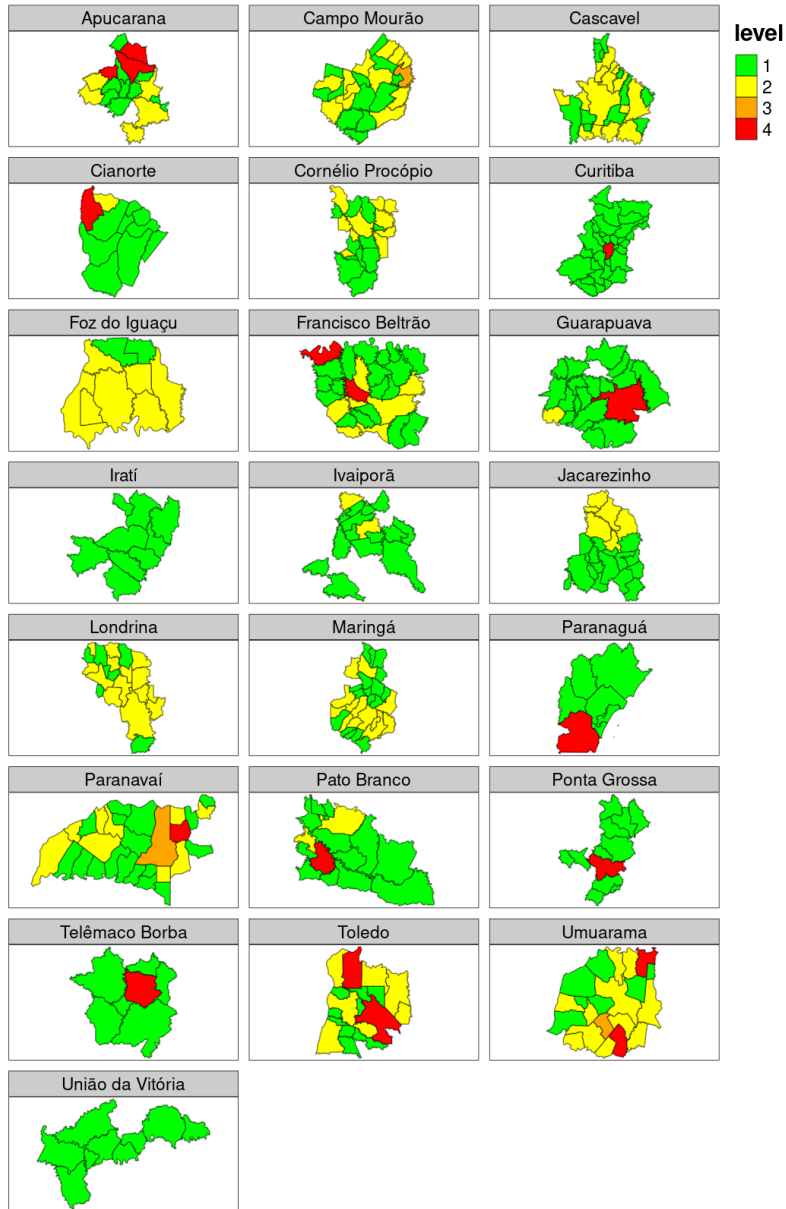 Apucarana
Campo Mourão
Cascavel
level
1
2
3
4
Cianorte
Cornélio Procópio
Curitiba
Foz do Iguaçu
Francisco Beltrão
Guarapuava
Iratí
Ivaiporã
Jacarezinho
Londrina
Maringá
Paranaguá
Paranavaí
Pato Branco
Ponta Grossa
Telêmaco Borba
Toledo
Umuarama
União da Vitória